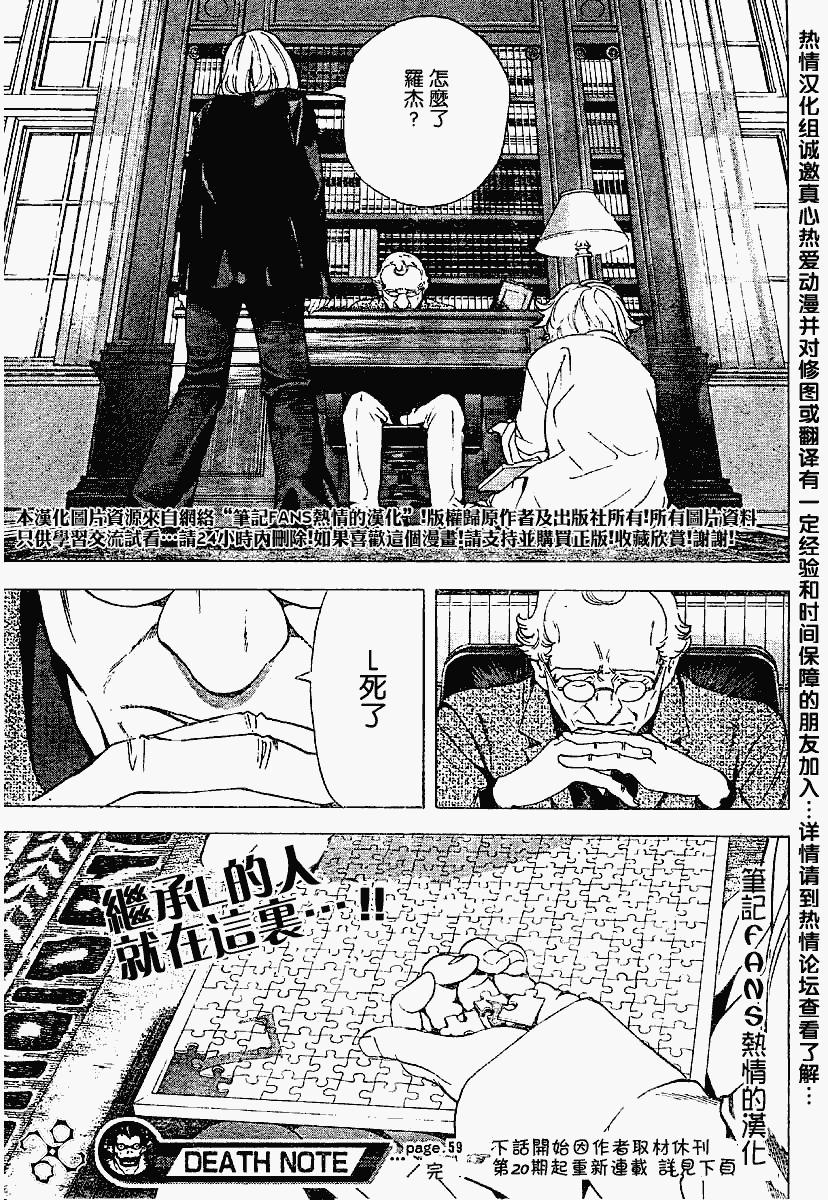 怎麼了
羅杰？
本漢化圖片資源來自網絡“筆記FANS熱情的漢化”!版權歸原作者及出版社所有!所有圖片資料
只供學習交流試看…請24小時內刪除!如果喜歡這個漫畫!請支持並購買正版!收藏欣賞!謝謝!
L死了
繼承L的人
就在這裏…!!
筆記FANS熱情的漢化
DEATH NOTE
…page.59
／完
下話開始因作者取材休刊
第20期起重新連載 詳見下頁
热情汉化组诚邀真心热爱动漫并对修图或翻译有一定经验和时间保障的朋友加入…详情请到热情论坛查看了解…